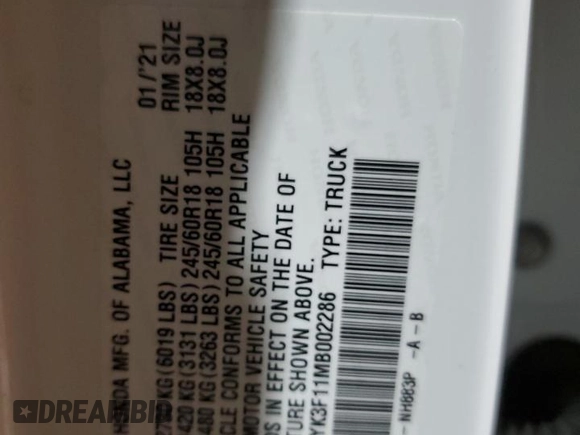 HONDA MFG. OF ALABAMA, LLC 01/'21
KG(6019 LBS) TIRE SIZE RIM SIZE
420 KG(3131 LBS)245/60R18 105H 18X8.0J
480 KG(3263 LBS)245/60R18 105H 18X8.0J
CLE CONFORMS TO ALL APPLICABLE
MOTOR VEHICLE SAFETY
DS IN EFFECT ON THE DATE OF
TURE SHOWN ABOVE.
YK3F11MB002286 TYPE: TRUCK
- NH883P -A - B
DREAMBID